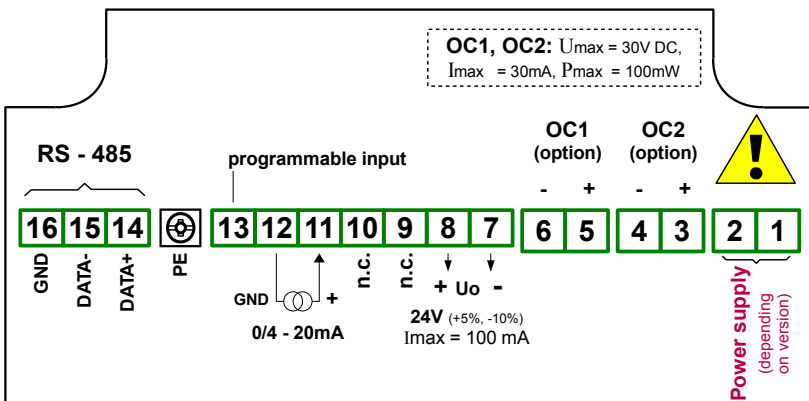 OC1, OC2: Umax = 30V DC,
Imax = 30mA, Pmax = 100mW
OC1
(option)
OC2
(option)
RS - 485
programmable input
- +
- +
!
16 15 14
13 12 11 10 9 8 7
6 5
4 3
2 1
GND
DATA-
DATA+
PE
GND
+
0/4 - 20mA
n.c.
n.c.
+ Uo -
24V (+5%, -10%)
Imax = 100 mA
Power supply
(depending
on version)